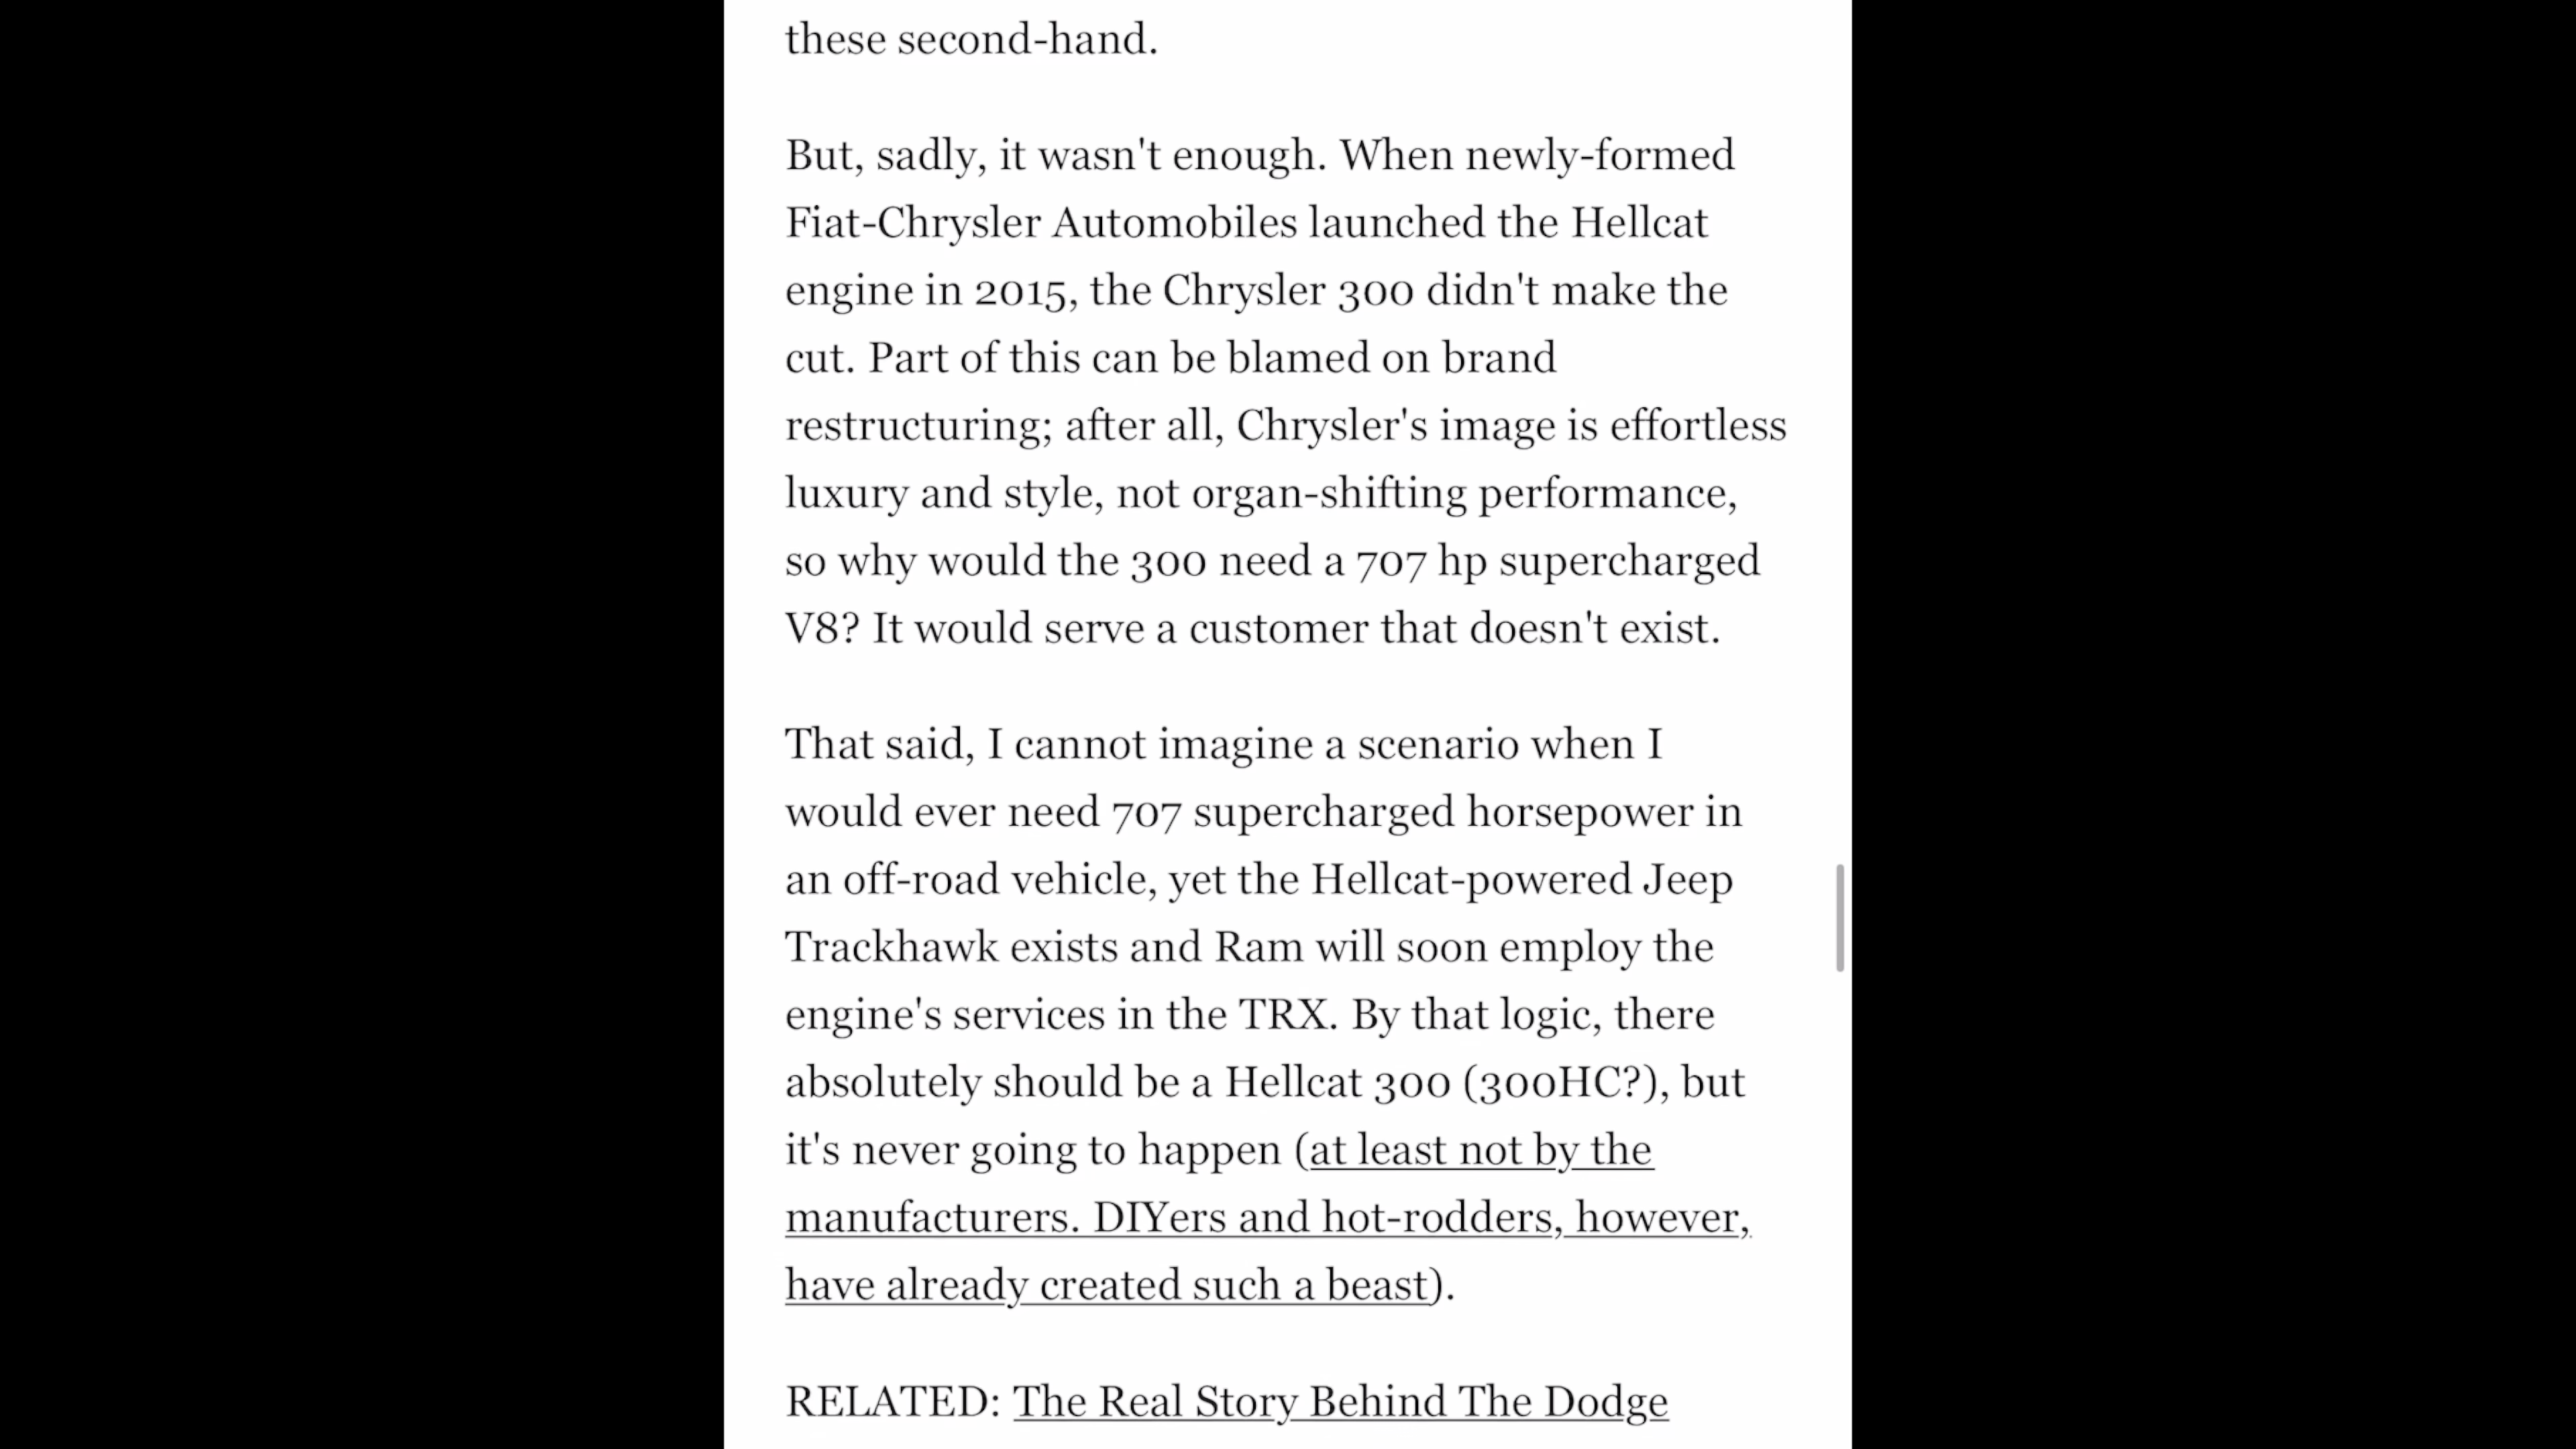 these second-hand.
But, sadly, it wasn't enough. When newly-formed
Fiat-Chrysler Automobiles launched the Hellcat
engine in 2015, the Chrysler 300 didn't make the
cut. Part of this can be blamed on brand
restructuring; after all, Chrysler's image is effortless
luxury and style, not organ-shifting performance,
so why would the 300 need a 707 hp supercharged
V8? It would serve a customer that doesn't exist.
That said, I cannot imagine a scenario when I
would ever need 707 supercharged horsepower in
an off-road vehicle, yet the Hellcat-powered Jeep
Trackhawk exists and Ram will soon employ the
engine's services in the TRX. By that logic, there
absolutely should be a Hellcat 300 (300HC?), but
it's never going to happen (at least not by the
manufacturers. DIYers and hot-rodders, however,
have already created such a beast).
RELATED: The Real Story Behind The Dodge